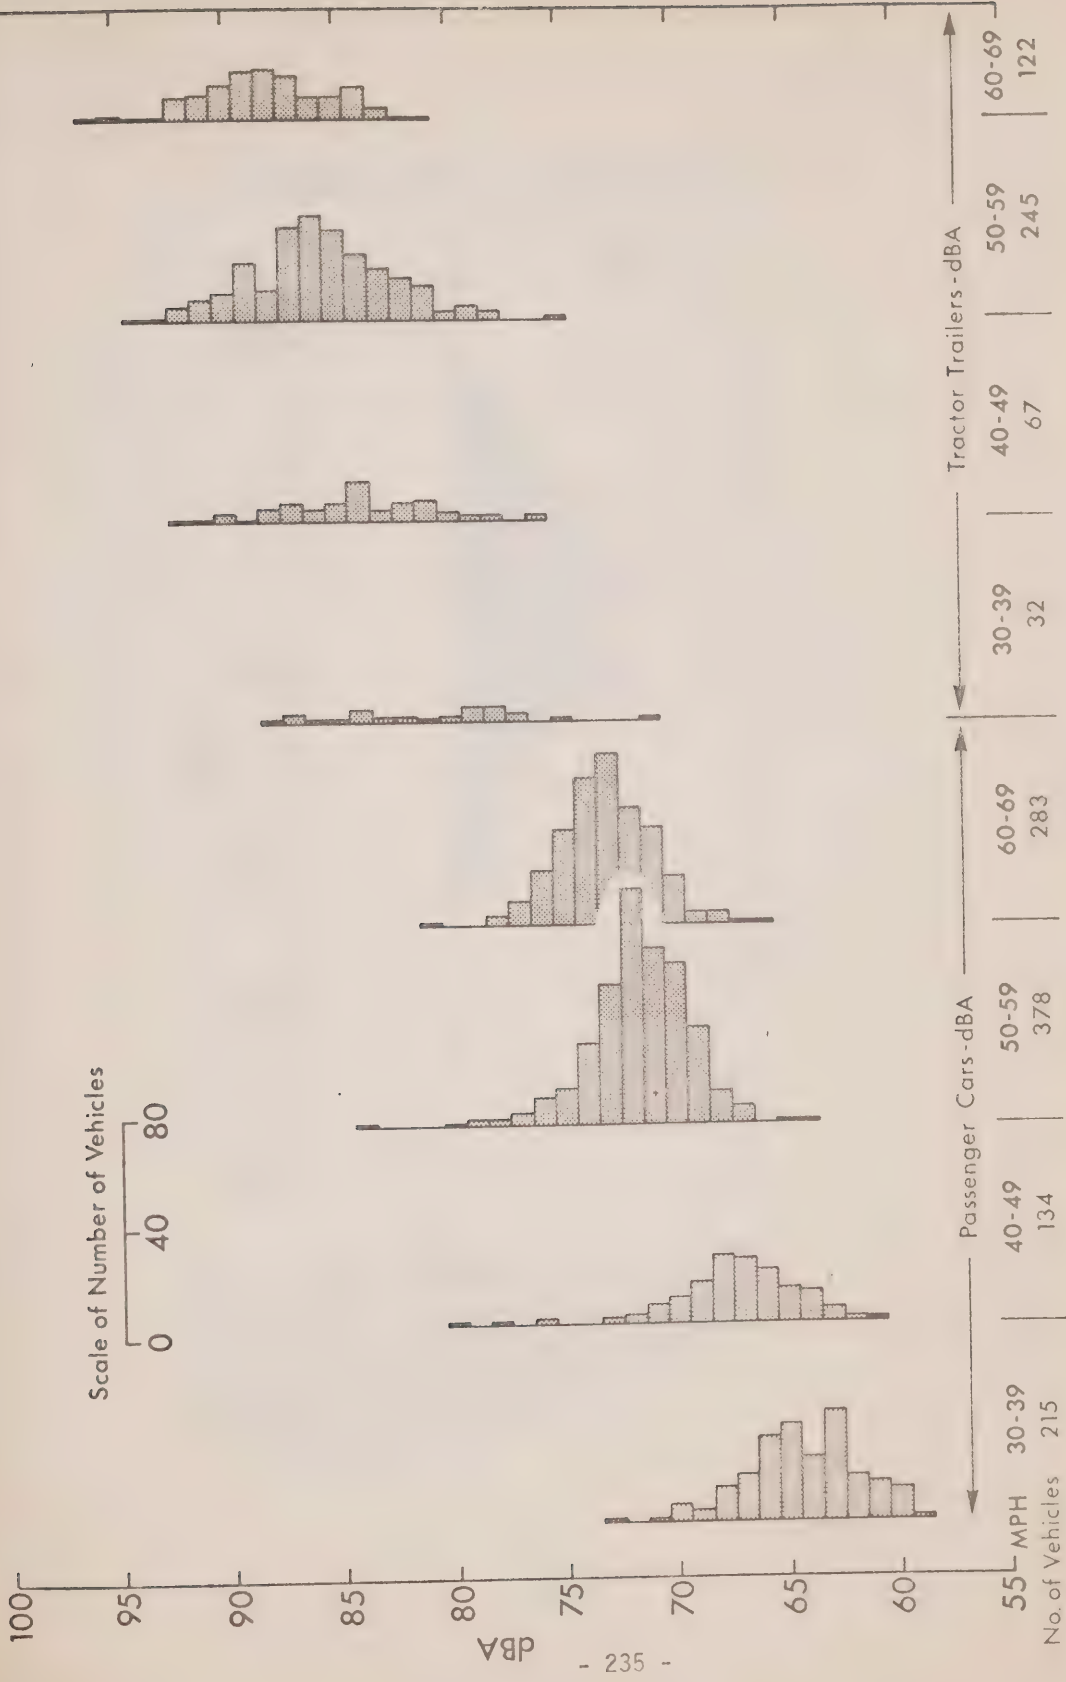 Scale of Number of Vehicles
0 40 80
100
95
90
85
80
75
70
65
60
55
dBA
Passenger Cars-dBA Tractor Trailers-dBA
MPH 30-39 40-49 50-59 60-69 30-39 40-49 50-59 60-69
No. of Vehicles 215 134 378 283 32 67 245 122
- 235 -